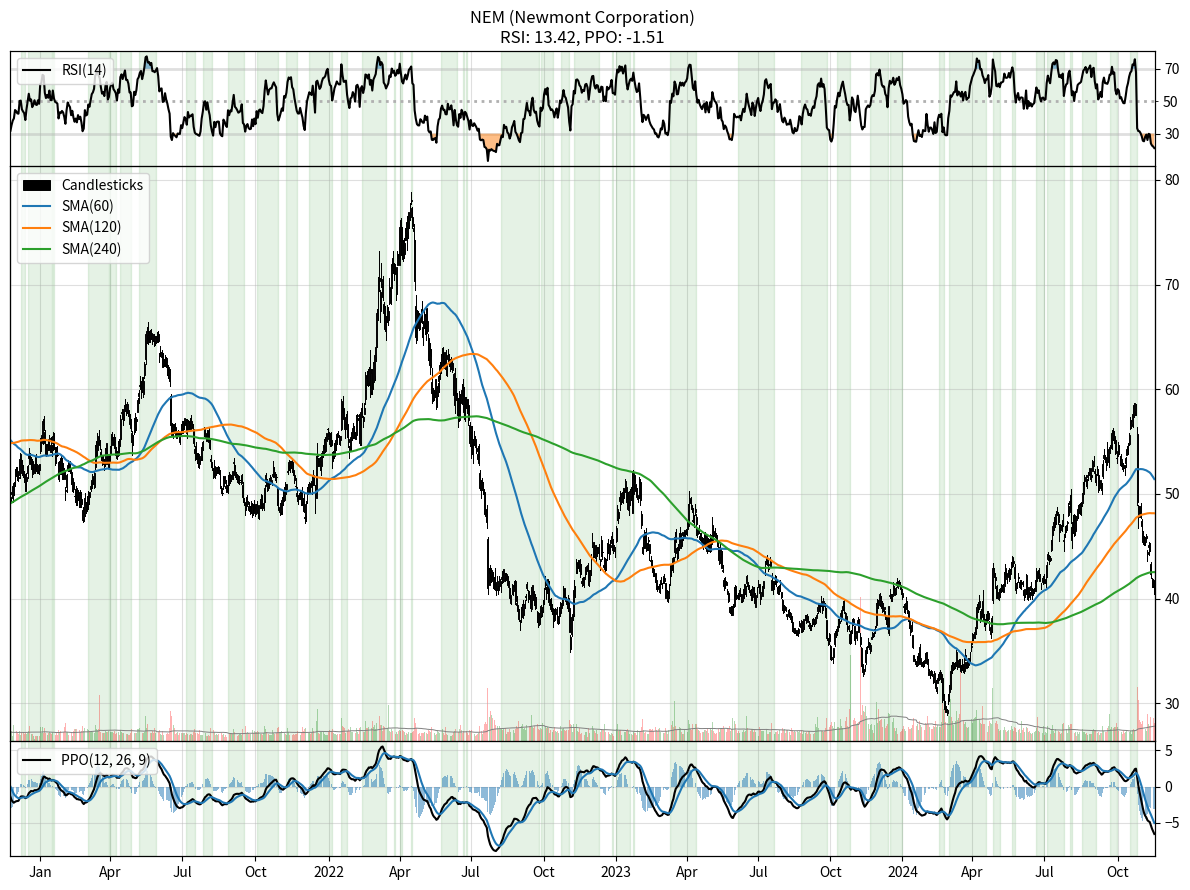 NEM (Newmont Corporation)
RSI: 13.42, PPO: -1.51
RSI(14)
70
50
30
Candlesticks
SMA(60)
SMA(120)
SMA(240)
80
70
60
50
40
30
PPO(12, 26, 9)
5
0
−5
Jan Apr Jul Oct 2022 Apr Jul Oct 2023 Apr Jul Oct 2024 Apr Jul Oct